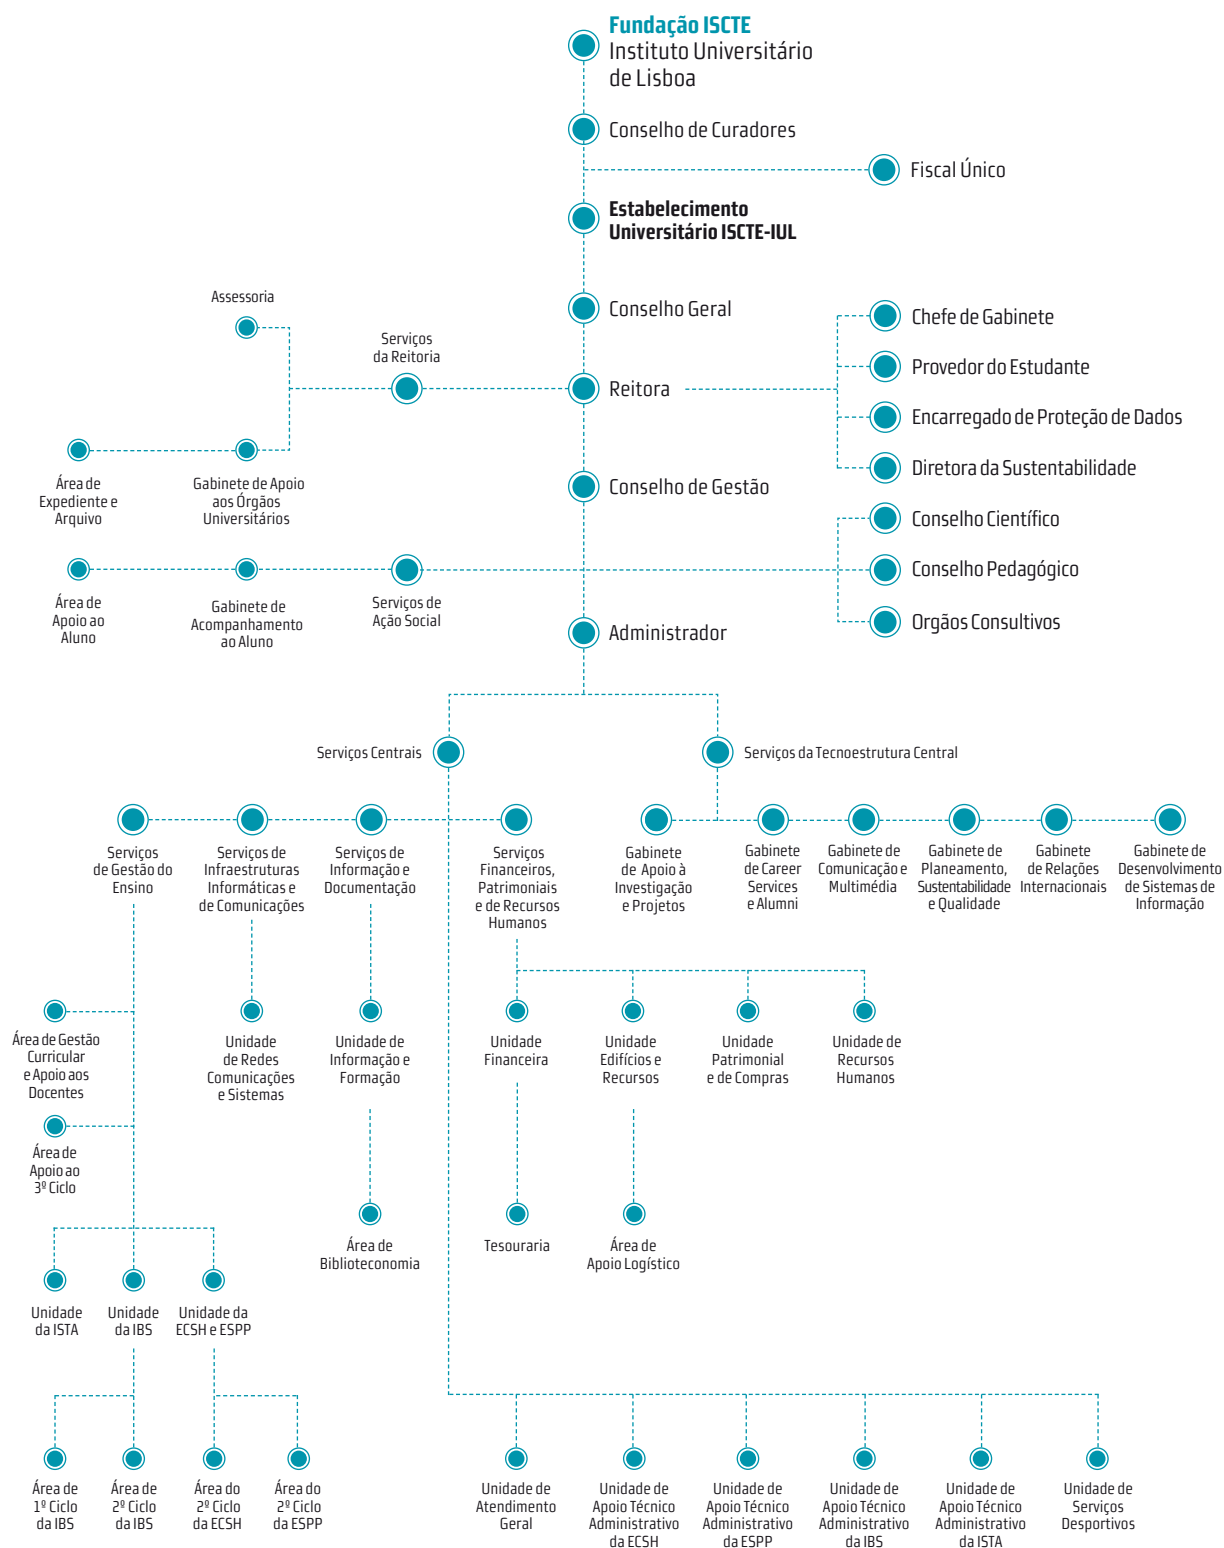 Fundação ISCTE
Instituto Universitário
de Lisboa
Conselho de Curadores
Fiscal Único
Estabelecimento
Universitário ISCTE-IUL
Assessoria
Conselho Geral
Chefe de Gabinete
Serviços
da Reitoria
Provedor do Estudante
Reitora
Encarregado de Proteção de Dados
Diretora da Sustentabilidade
Área de
Expediente e
Arquivo
Gabinete de Apoio
aos Órgãos
Universitários
Conselho de Gestão
Conselho Científico
Conselho Pedagógico
Orgãos Consultivos
Área de
Apoio ao
Aluno
Gabinete de
Acompanhamento
ao Aluno
Serviços de
Ação Social
Administrador
Serviços Centrais
Serviços da Tecnoestrutura Central
Serviços
de Gestão do
Ensino
Serviços de
Infraestruturas
Informáticas e
de Comunicações
Serviços de
Informação e
Documentação
Serviços
Financeiros,
Patrimoniais
e de Recursos
Humanos
Gabinete
de Apoio à
Investigação
e Projetos
Gabinete
de Career
Services
e Alumni
Gabinete de
Comunicação e
Multimédia
Gabinete de
Planeamento,
Sustentabilidade
e Qualidade
Gabinete
de Relações
Internacionais
Gabinete de
Desenvolvimento
de Sistemas de
Informação
Área de Gestão
Curricular
e Apoio aos
Docentes
Unidade
de Redes
Comunicações
e Sistemas
Unidade de
Informação e
Formação
Unidade
Financeira
Unidade
Edifícios e
Recursos
Unidade
Patrimonial
e de Compras
Unidade de
Recursos
Humanos
Área de
Apoio ao
3º Ciclo
Área de
Biblioteconomia
Tesouraria
Área de
Apoio Logístico
Unidade
da ISTA
Unidade
da IBS
Unidade da
ECSH e ESPP
Área de
1º Ciclo
da IBS
Área de
2º Ciclo
da IBS
Área do
2º Ciclo
da ECSH
Área do
2º Ciclo
da ESPP
Unidade de
Atendimento
Geral
Unidade de
Apoio Técnico
Administrativo
da ECSH
Unidade de
Apoio Técnico
Administrativo
da ESPP
Unidade de
Apoio Técnico
Administrativo
da IBS
Unidade de
Apoio Técnico
Administrativo
da ISTA
Unidade de
Serviços
Desportivos